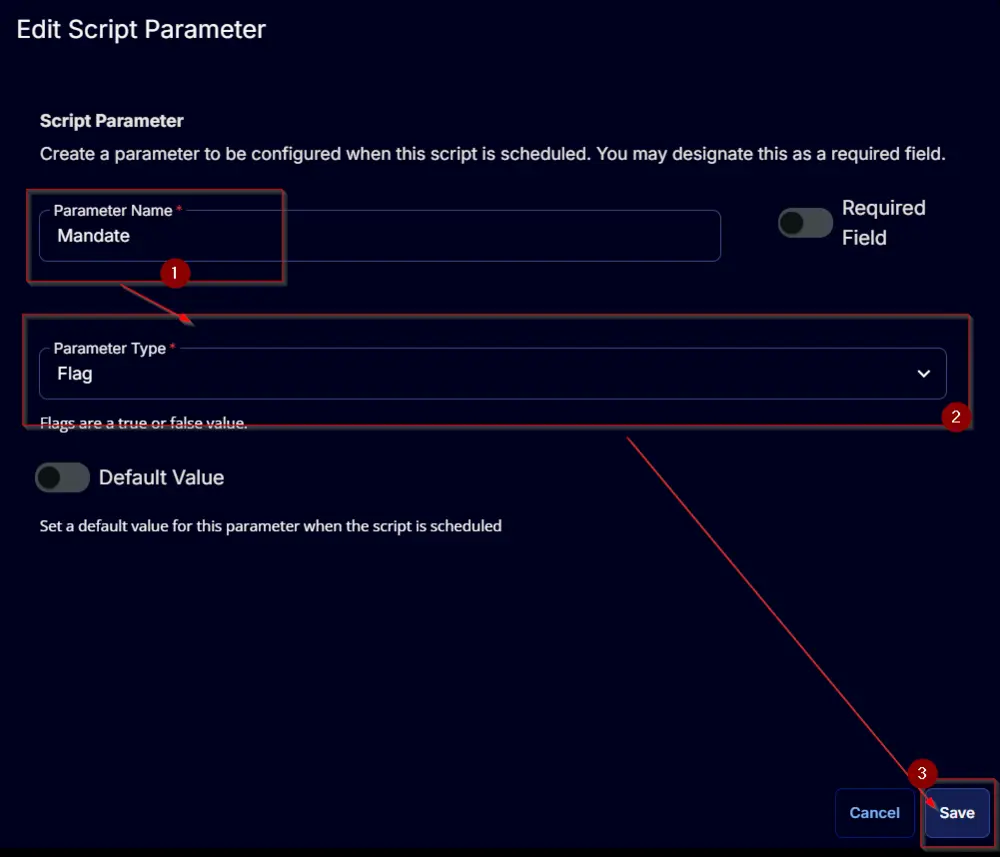 Edit Script Parameter
Script Parameter
Create a parameter to be configured when this script is scheduled. You may designate this as a required field.
Parameter Name *
Mandate
Required
Field
1
Parameter Type *
Flag
Flags are a true or false value.
2
Default Value
Set a default value for this parameter when the script is scheduled
3
Cancel
Save